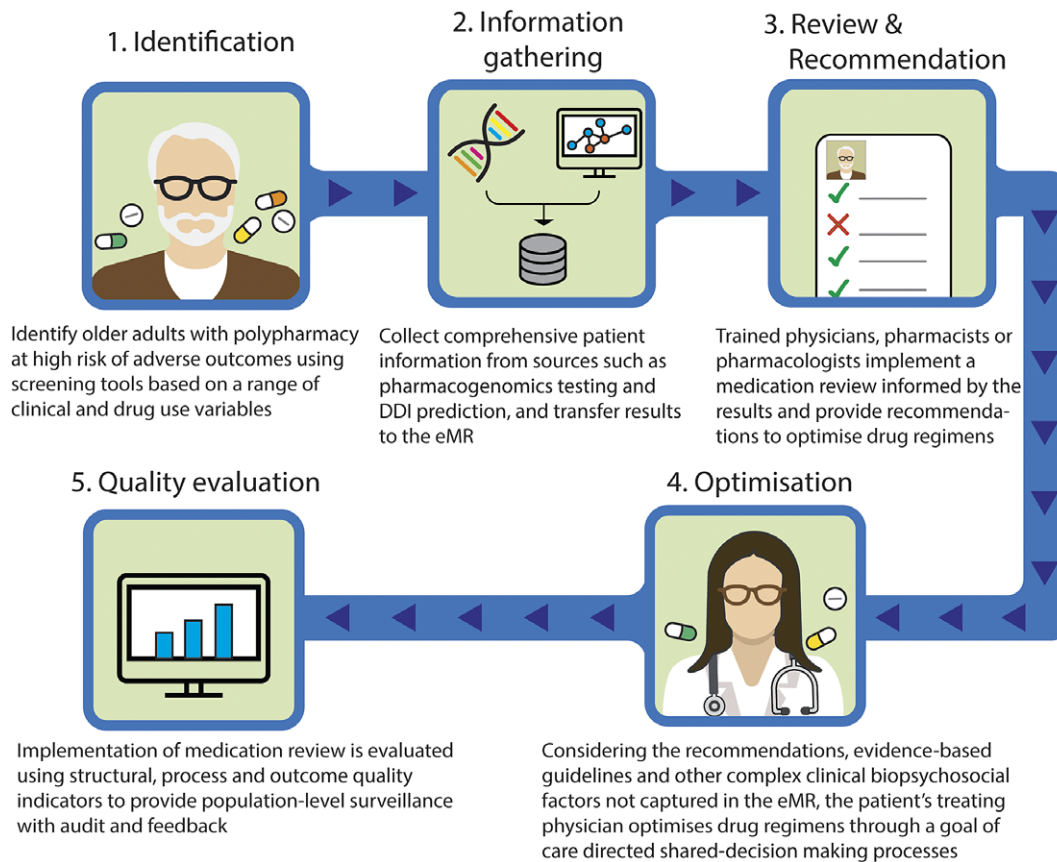 1. Identification
Identify older adults with polypharmacy
at high risk of adverse outcomes using
screening tools based on a range of
clinical and drug use variables
2. Information
gathering
Collect comprehensive patient
information from sources such as
pharmacogenomics testing and
DDI prediction, and transfer results
to the eMR
3. Review &
Recommendation
Trained physicians, pharmacists or
pharmacologists implement a
medication review informed by the
results and provide recommenda-
tions to optimise drug regimens
4. Optimisation
Considering the recommendations, evidence-based
guidelines and other complex clinical biopsychosocial
factors not captured in the eMR, the patient's treating
physician optimises drug regimens through a goal of
care directed shared-decision making processes
5. Quality evaluation
Implementation of medication review is evaluated
using structural, process and outcome quality
indicators to provide population-level surveillance
with audit and feedback